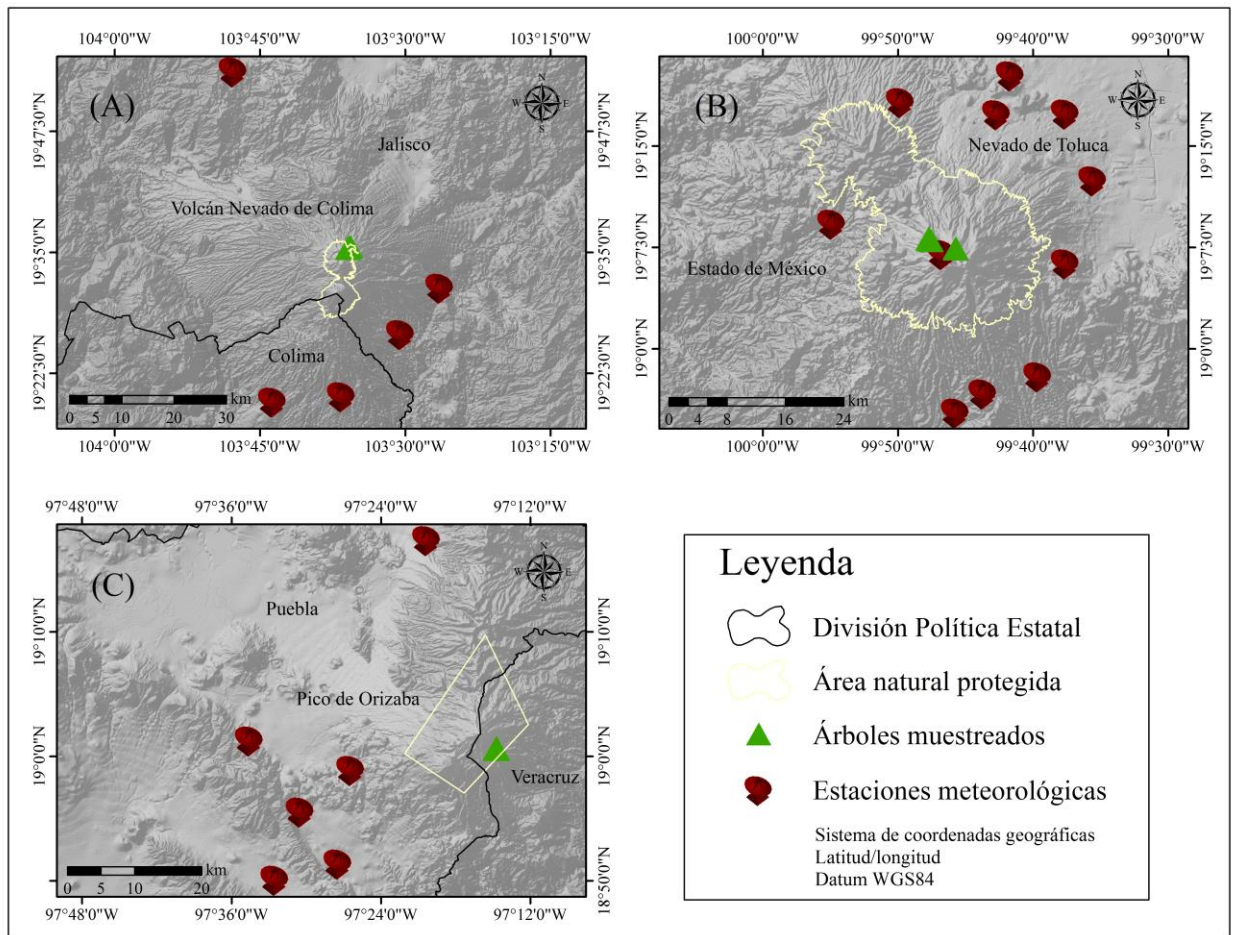 104°0'0"W 103°45'0"W 103°30'0"W 103°15'0"W
19°47'30"N
19°35'0"N
19°22'30"N
(A)
N
W E
S
Jalisco
Volcán Nevado de Colima
Colima
km
0 5 10 20 30
19°47'30"N
19°35'0"N
19°22'30"N
104°0'0"W 103°45'0"W 103°30'0"W 103°15'0"W
100°0'0"W 99°50'0"W 99°40'0"W 99°30'0"W
19°15'0"N
19°7'30"N
19°0'0"N
(B)
N
W E
S
Nevado de Toluca
Estado de México
km
0 4 8 16 24
19°15'0"N
19°7'30"N
19°0'0"N
100°0'0"W 99°50'0"W 99°40'0"W 99°30'0"W
97°48'0"W 97°36'0"W 97°24'0"W 97°12'0"W
19°10'0"N
19°0'0"N
18°50'0"N
(C)
N
W E
S
Puebla
Pico de Orizaba
Veracruz
km
0 5 10 20
19°10'0"N
19°0'0"N
18°50'0"N
97°48'0"W 97°36'0"W 97°24'0"W 97°12'0"W
Leyenda
División Política Estatal
Área natural protegida
Árboles muestreados
Estaciones meteorológicas
Sistema de coordenadas geográficas
Latitud/longitud
Datum WGS84